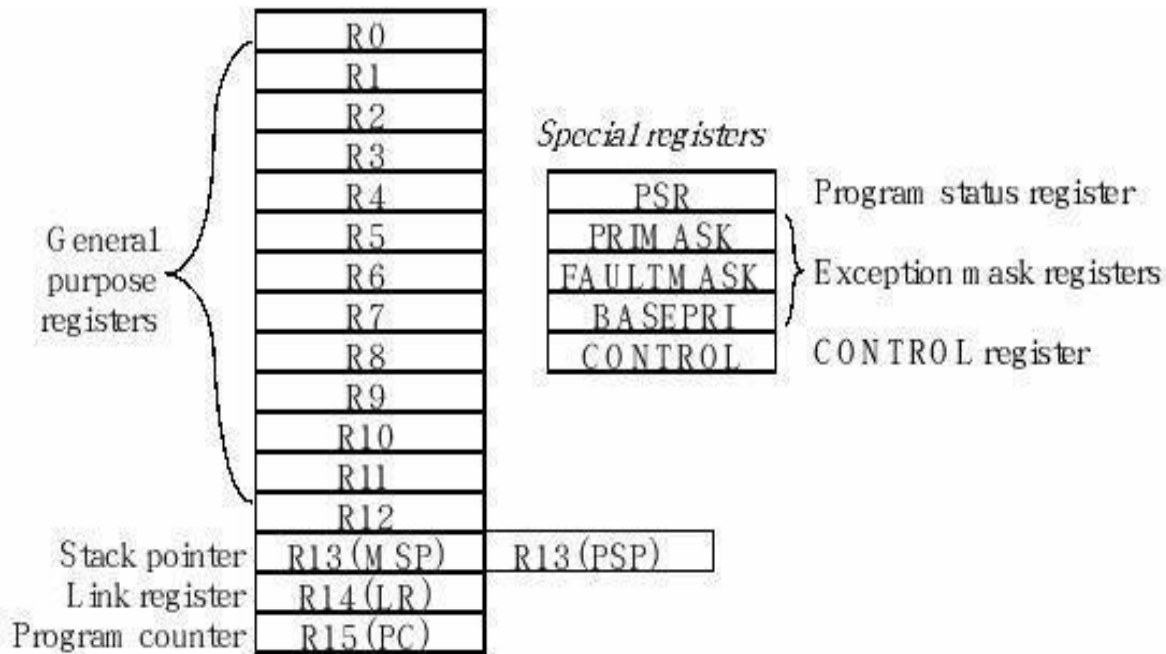 R0
R1
R2
R3
R4
R5
R6
R7
R8
R9
R10
R11
R12
R13(MSP)
R13(PSP)
R14(LR)
R15(PC)
General
purpose
registers
Stack pointer
Link register
Program counter
Special registers
PSR
PRIMASK
FAULTMASK
BASEPRI
CONTROL
Program status register
Exception mask registers
CONTROL register